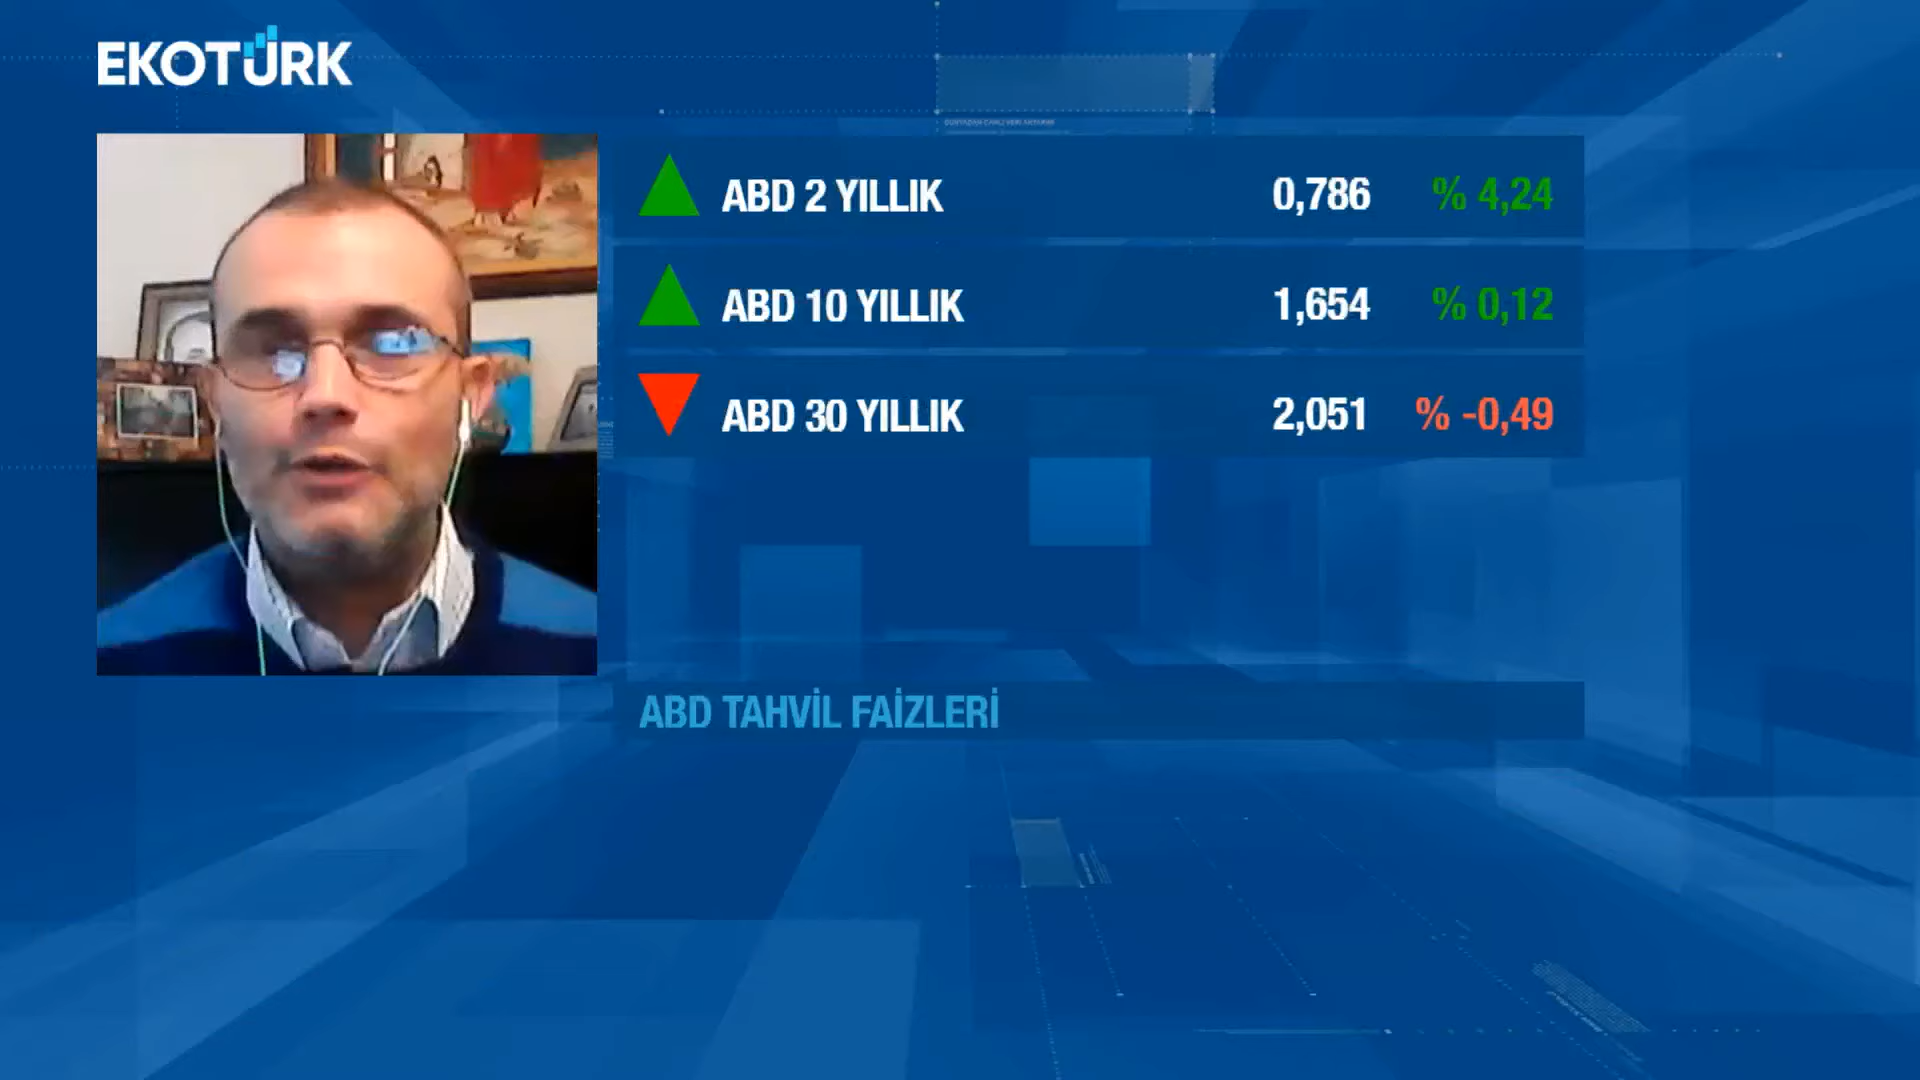 EKOTÜRK
ABD 2 YILLIK 0,786 % 4,24
ABD 10 YILLIK 1,654 % 0,12
ABD 30 YILLIK 2,051 % -0,49
ABD TAHVİL FAİZLERİ